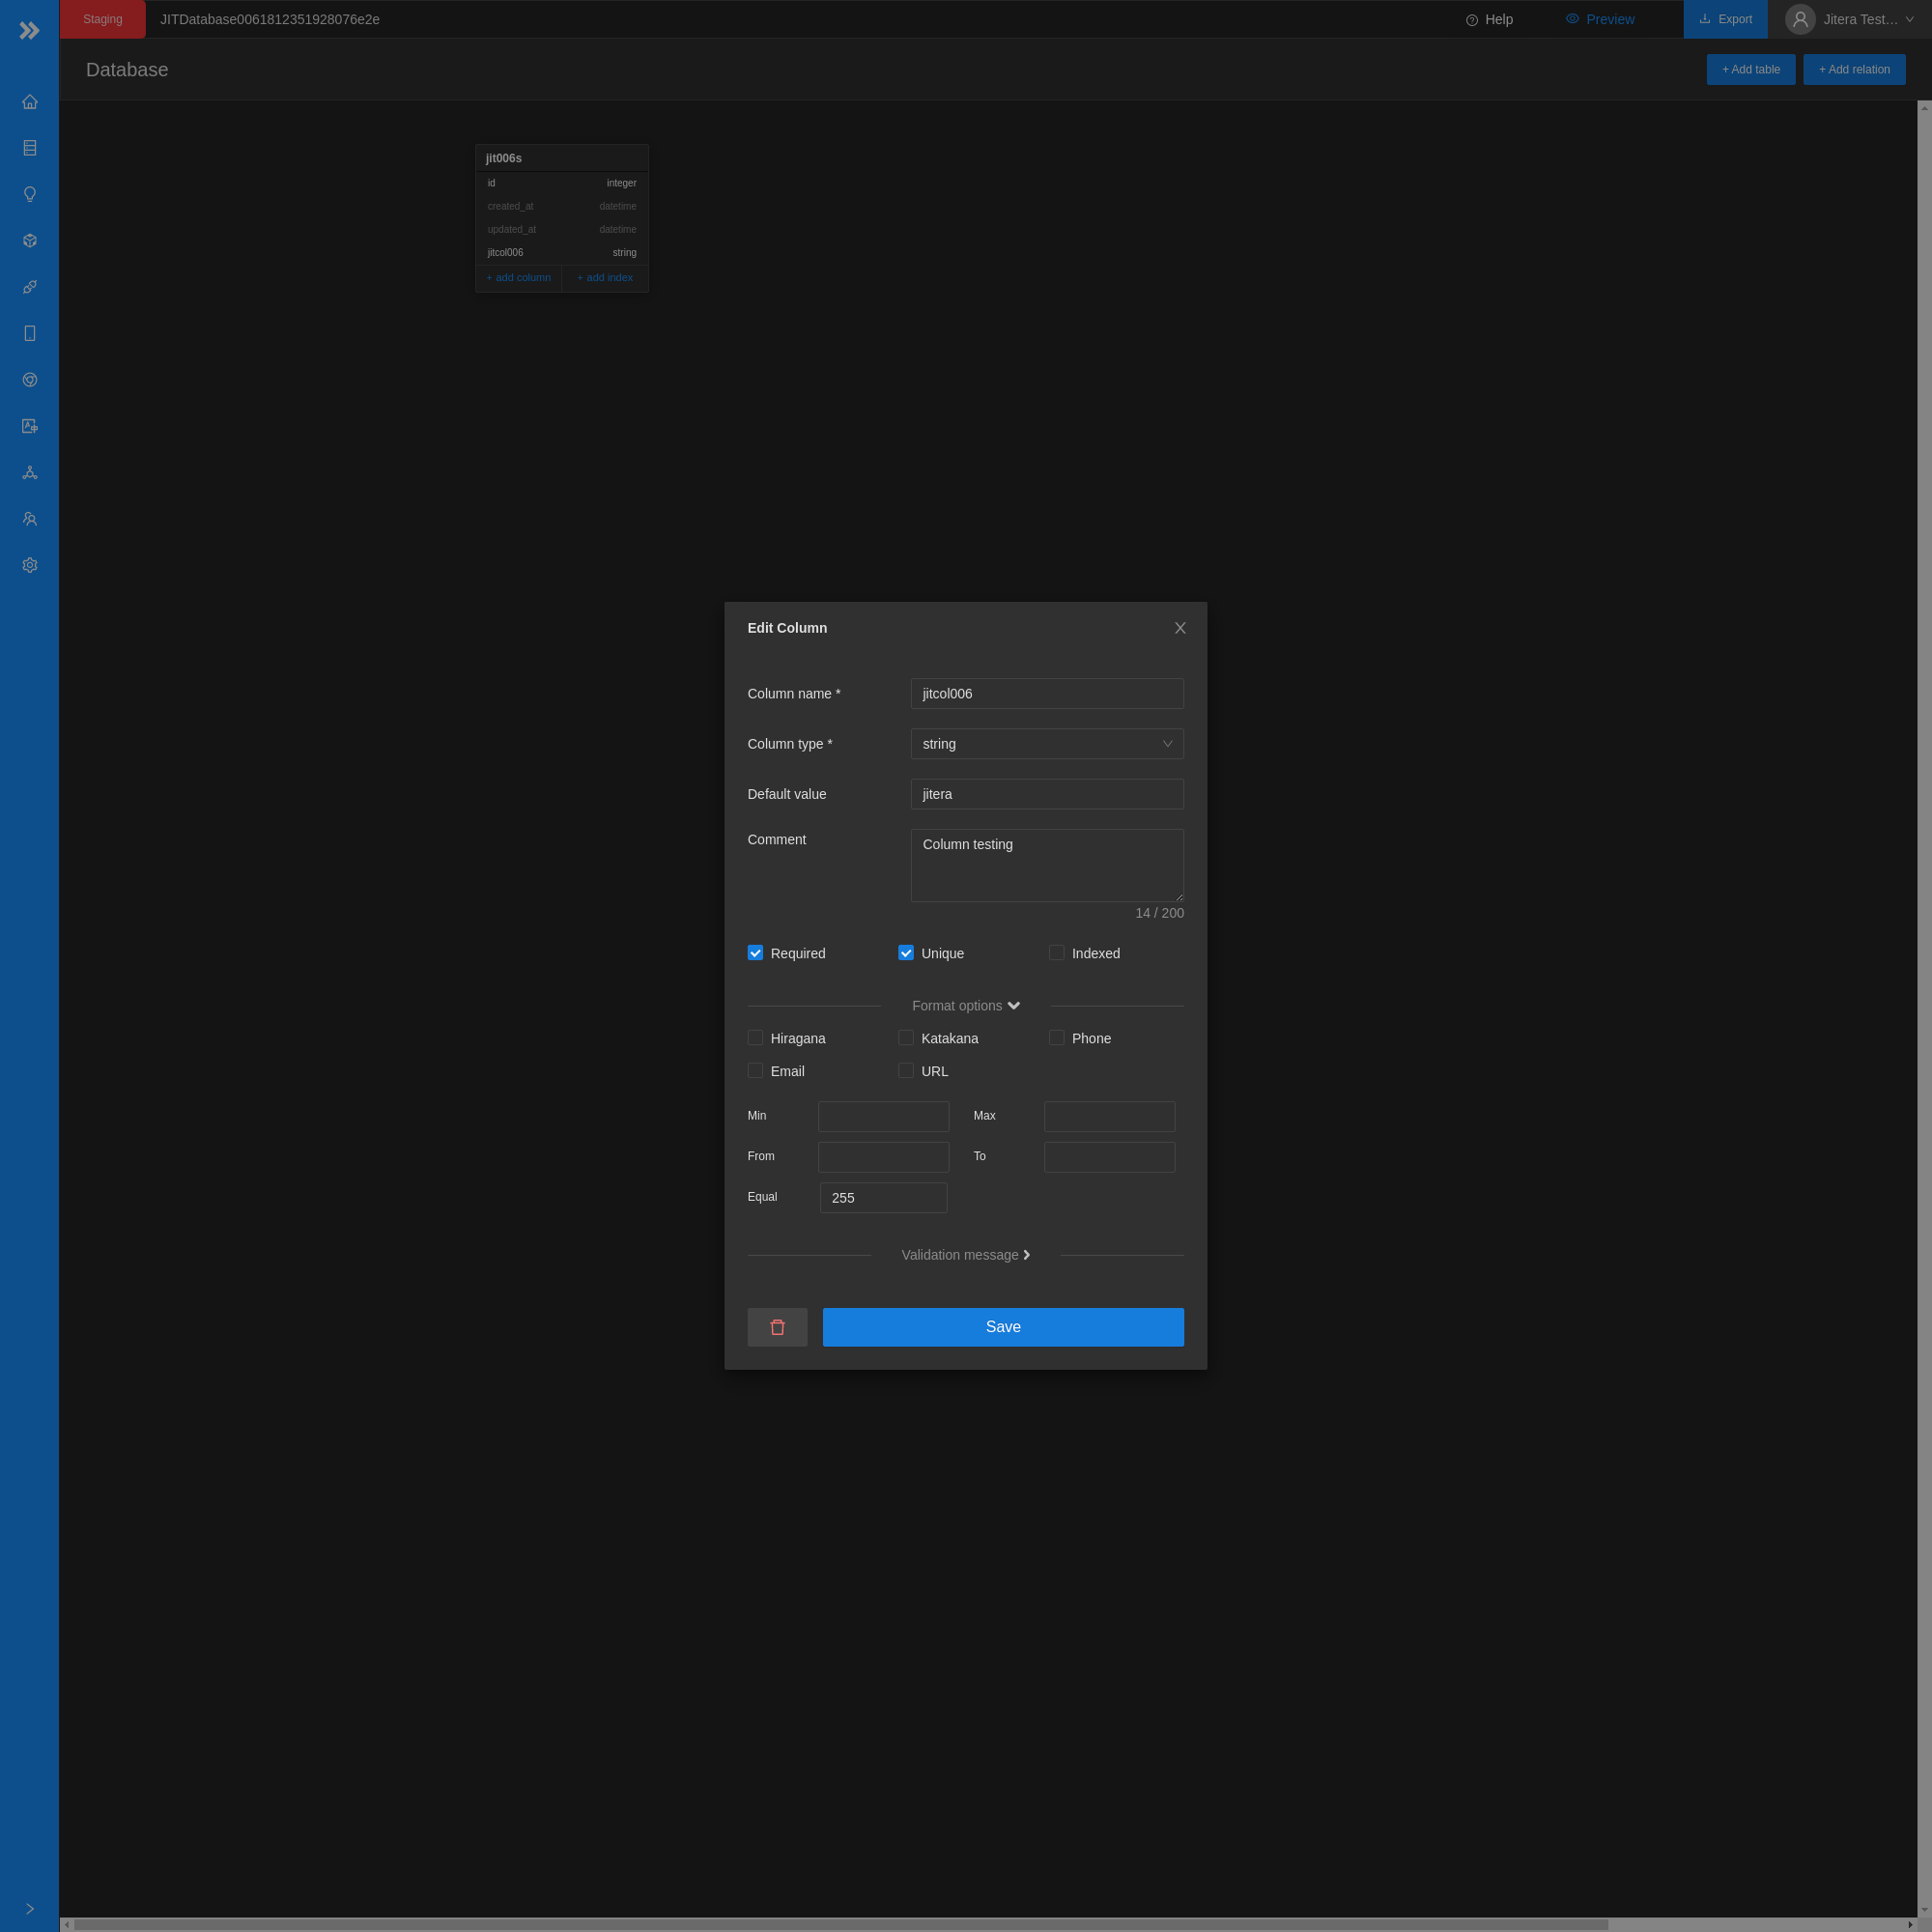 Staging
JITDatabase0061812351928076e2e
Help
Preview
Export
Jitera Test…
Database
+ Add table
+ Add relation
jit006s
id integer
created_at datetime
updated_at datetime
jitcol006 string
+ add column
+ add index
Edit Column
Column name *
jitcol006
Column type *
string
Default value
jitera
Comment
Column testing
14 / 200
Required
Unique
Indexed
Format options
Hiragana
Katakana
Phone
Email
URL
Min
Max
From
To
Equal
255
Validation message
Save